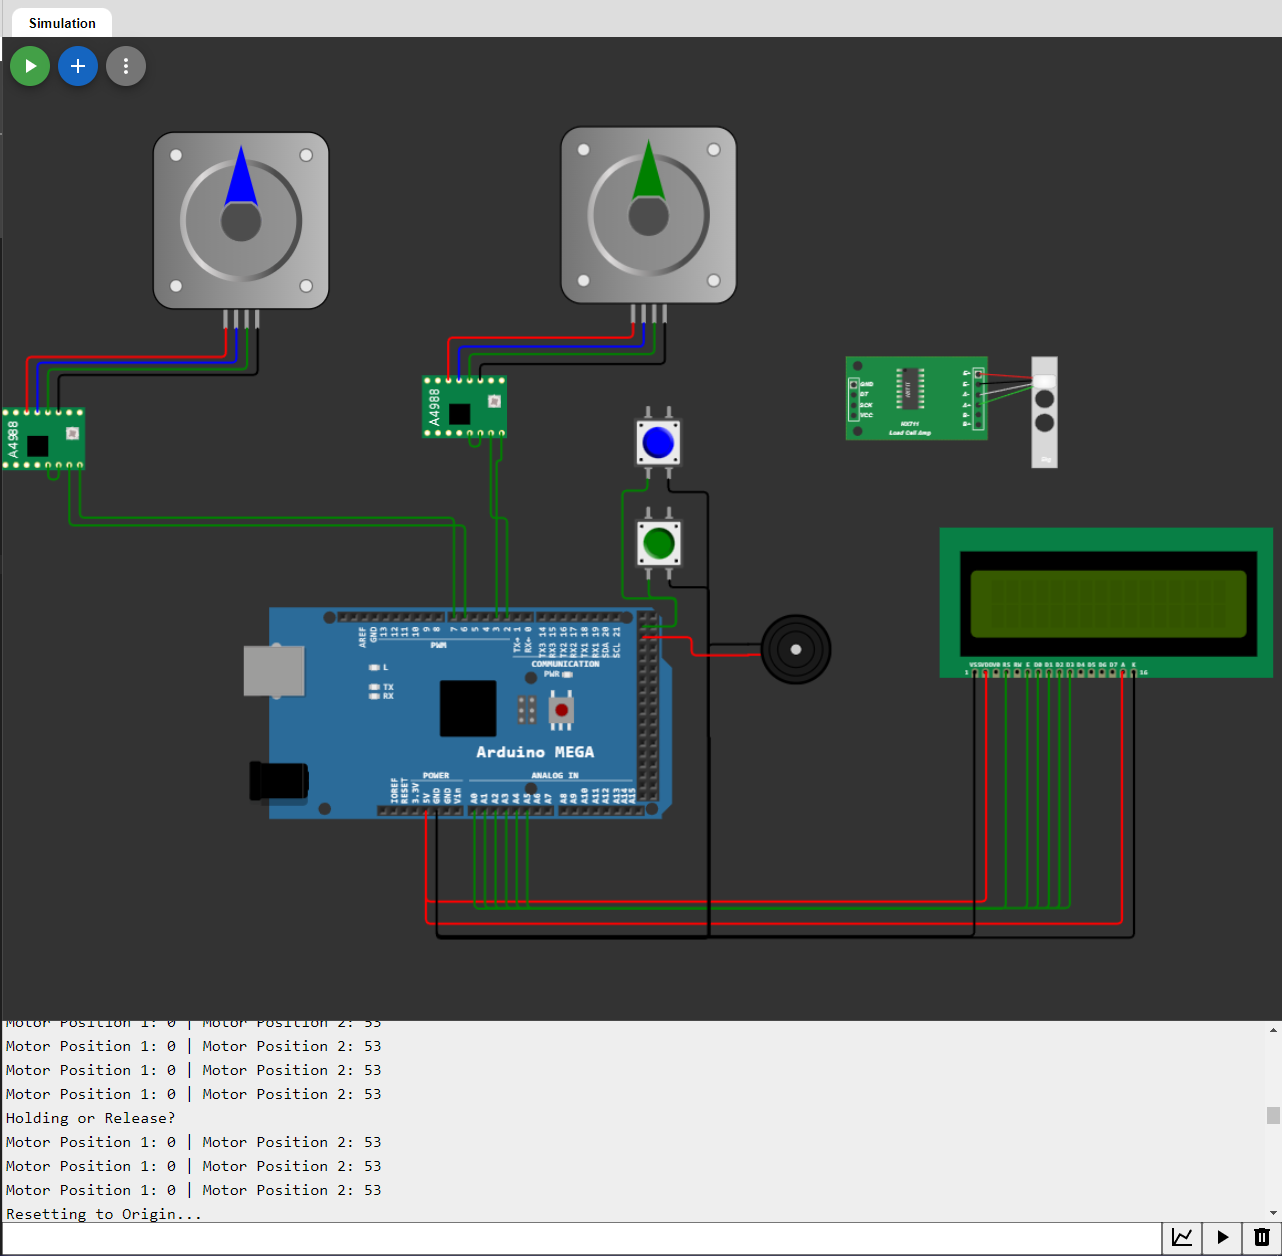 Simulation
A4988
A4988
GND
DT
SCK
VCC
E+
E-
A-
A+
B-
B+
HX711
Load Cell Amp
5kg
AREF
GND
13
12
11
10
9
8
7
6
5
4
3
2
TX→ 1
RX← 0
TX3 14
RX3 15
TX2 16
RX2 17
TX1 18
RX1 19
SDA 20
SCL 21
PWM
COMMUNICATION
L
PWR
TX
RX
Arduino MEGA
POWER
ANALOG IN
IOREF
RESET
3.3V
5V
GND
GND
Vin
A0
A1
A2
A3
A4
A5
A6
A7
A8
A9
A10
A11
A12
A13
A14
A15
1 VSS VDD V0 RS RW E D0 D1 D2 D3 D4 D5 D6 D7 A K 16
Motor Position 1: 0 | Motor Position 2: 53
Motor Position 1: 0 | Motor Position 2: 53
Motor Position 1: 0 | Motor Position 2: 53
Motor Position 1: 0 | Motor Position 2: 53
Holding or Release?
Motor Position 1: 0 | Motor Position 2: 53
Motor Position 1: 0 | Motor Position 2: 53
Motor Position 1: 0 | Motor Position 2: 53
Resetting to Origin...